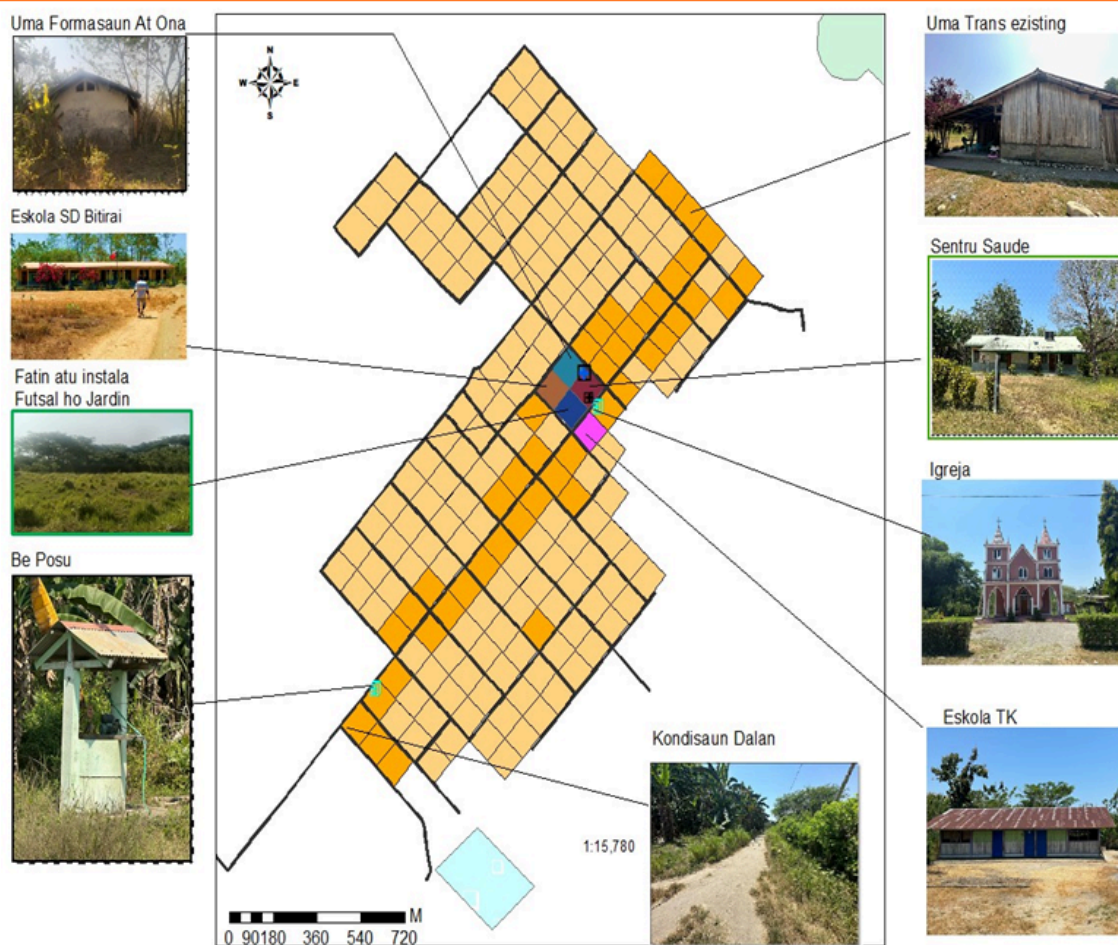 Uma Formasaun At Ona
Eskola SD Bitirai
Fatin atu instala
Futsal ho Jardin
Be Posu
N
W
E
S
Uma Trans ezisting
Sentru Saude
Igreja
Eskola TK
Kondisaun Dalan
1:15,780
M
0 90180 360 540 720